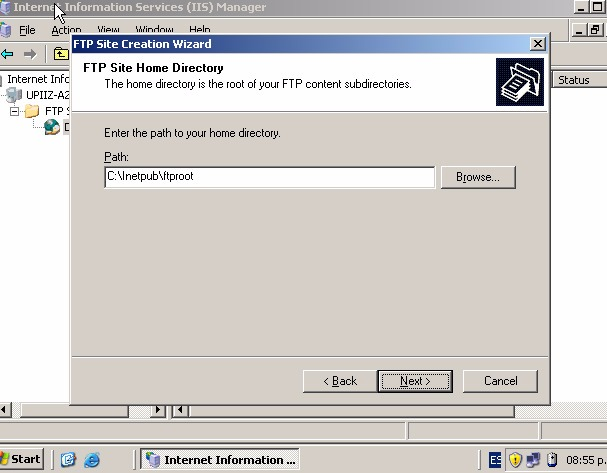 Internet Information Services (IIS) Manager
File Action View Window Help
FTP Site Creation Wizard
FTP Site Home Directory
The home directory is the root of your FTP content subdirectories.
Internet Info
Status
UPIIZ-A2
FTP S
D
Enter the path to your home directory.
Path:
C:\Inetpub\ftproot
Browse...
< Back
Next >
Cancel
Start
Internet Information ...
ES
08:55 p.